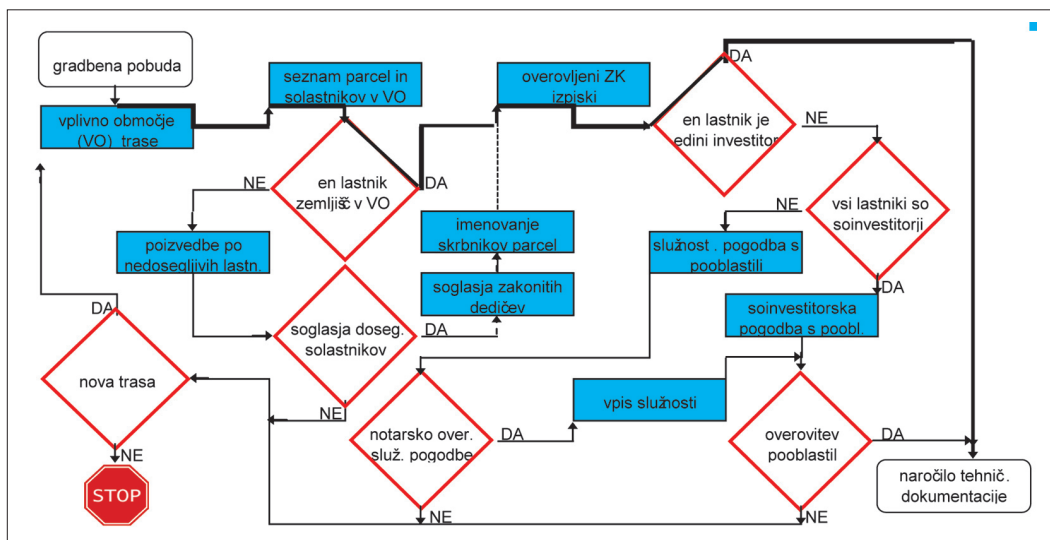 gradbena pobuda
vplivno območje
(VO) trase
seznam parcel in
solastnikov v VO
overovljeni ZK
izpiski
en lastnik je
edini investitor
DA
NE
en lastnik
zemljišč v VO
NE
DA
vsi lastniki so
soinvestitorji
NE
DA
poizvedbe po
nedosegljivih lastn.
imenovanje
skrbnikov parcel
služnost . pogodba s
pooblastili
soglasja zakonitih
dedičev
soinvestitorska
pogodba s poobl.
soglasja doseg.
solastnikov
DA
NE
nova trasa
DA
NE
STOP
notarsko over.
služ. pogodbe
DA
NE
vpis služnosti
overovitev
pooblastil
DA
NE
naročilo tehnič.
dokumentacije